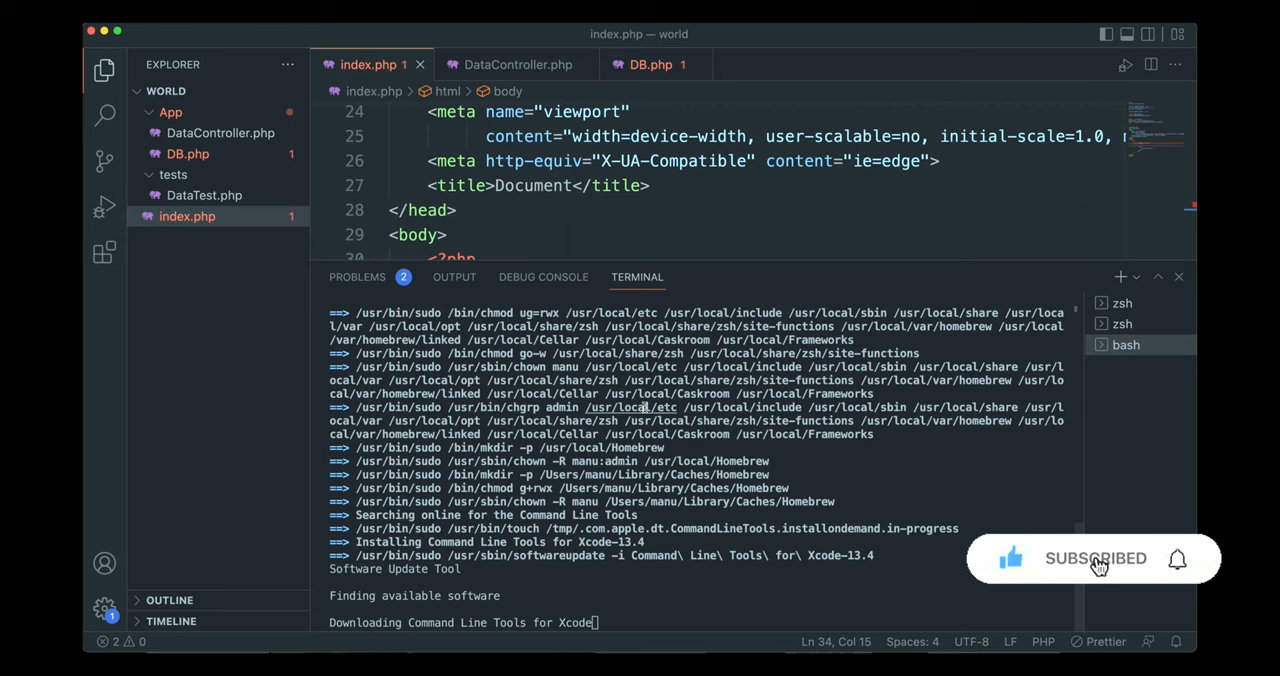 index.php — world
EXPLORER
WORLD
App
DataController.php
DB.php 1
tests
DataTest.php
index.php 1
OUTLINE
TIMELINE
1
index.php 1
DataController.php
DB.php 1
index.php > html > body
24 <meta name="viewport"
25 content="width=device-width, user-scalable=no, initial-scale=1.0,
26 <meta http-equiv="X-UA-Compatible" content="ie=edge">
27 <title>Document</title>
28 </head>
29 <body>
30 <?php
PROBLEMS 2 OUTPUT DEBUG CONSOLE TERMINAL
==> /usr/bin/sudo /bin/chmod ug=rwx /usr/local/etc /usr/local/include /usr/local/sbin /usr/local/share /usr/loca
l/var /usr/local/opt /usr/local/share/zsh /usr/local/share/zsh/site-functions /usr/local/var/homebrew /usr/local
/var/homebrew/linked /usr/local/Cellar /usr/local/Caskroom /usr/local/Frameworks
==> /usr/bin/sudo /bin/chmod go-w /usr/local/share/zsh /usr/local/share/zsh/site-functions
==> /usr/bin/sudo /usr/sbin/chown manu /usr/local/etc /usr/local/include /usr/local/sbin /usr/local/share /usr/l
ocal/var /usr/local/opt /usr/local/share/zsh /usr/local/share/zsh/site-functions /usr/local/var/homebrew /usr/lo
cal/var/homebrew/linked /usr/local/Cellar /usr/local/Caskroom /usr/local/Frameworks
==> /usr/bin/sudo /usr/bin/chgrp admin /usr/local/etc /usr/local/include /usr/local/sbin /usr/local/share /usr/l
ocal/var /usr/local/opt /usr/local/share/zsh /usr/local/share/zsh/site-functions /usr/local/var/homebrew /usr/lo
cal/var/homebrew/linked /usr/local/Cellar /usr/local/Caskroom /usr/local/Frameworks
==> /usr/bin/sudo /bin/mkdir -p /usr/local/Homebrew
==> /usr/bin/sudo /usr/sbin/chown -R manu:admin /usr/local/Homebrew
==> /usr/bin/sudo /bin/mkdir -p /Users/manu/Library/Caches/Homebrew
==> /usr/bin/sudo /bin/chmod g+rwx /Users/manu/Library/Caches/Homebrew
==> /usr/bin/sudo /usr/sbin/chown -R manu /Users/manu/Library/Caches/Homebrew
==> Searching online for the Command Line Tools
==> /usr/bin/sudo /usr/bin/touch /tmp/.com.apple.dt.CommandLineTools.installondemand.in-progress
==> Installing Command Line Tools for Xcode-13.4
==> /usr/bin/sudo /usr/sbin/softwareupdate -i Command\ Line\ Tools\ for\ Xcode-13.4
Software Update Tool
Finding available software
Downloading Command Line Tools for Xcode
zsh
zsh
bash
SUBSCRIBED
2 0
Ln 34, Col 15 Spaces: 4 UTF-8 LF PHP Prettier